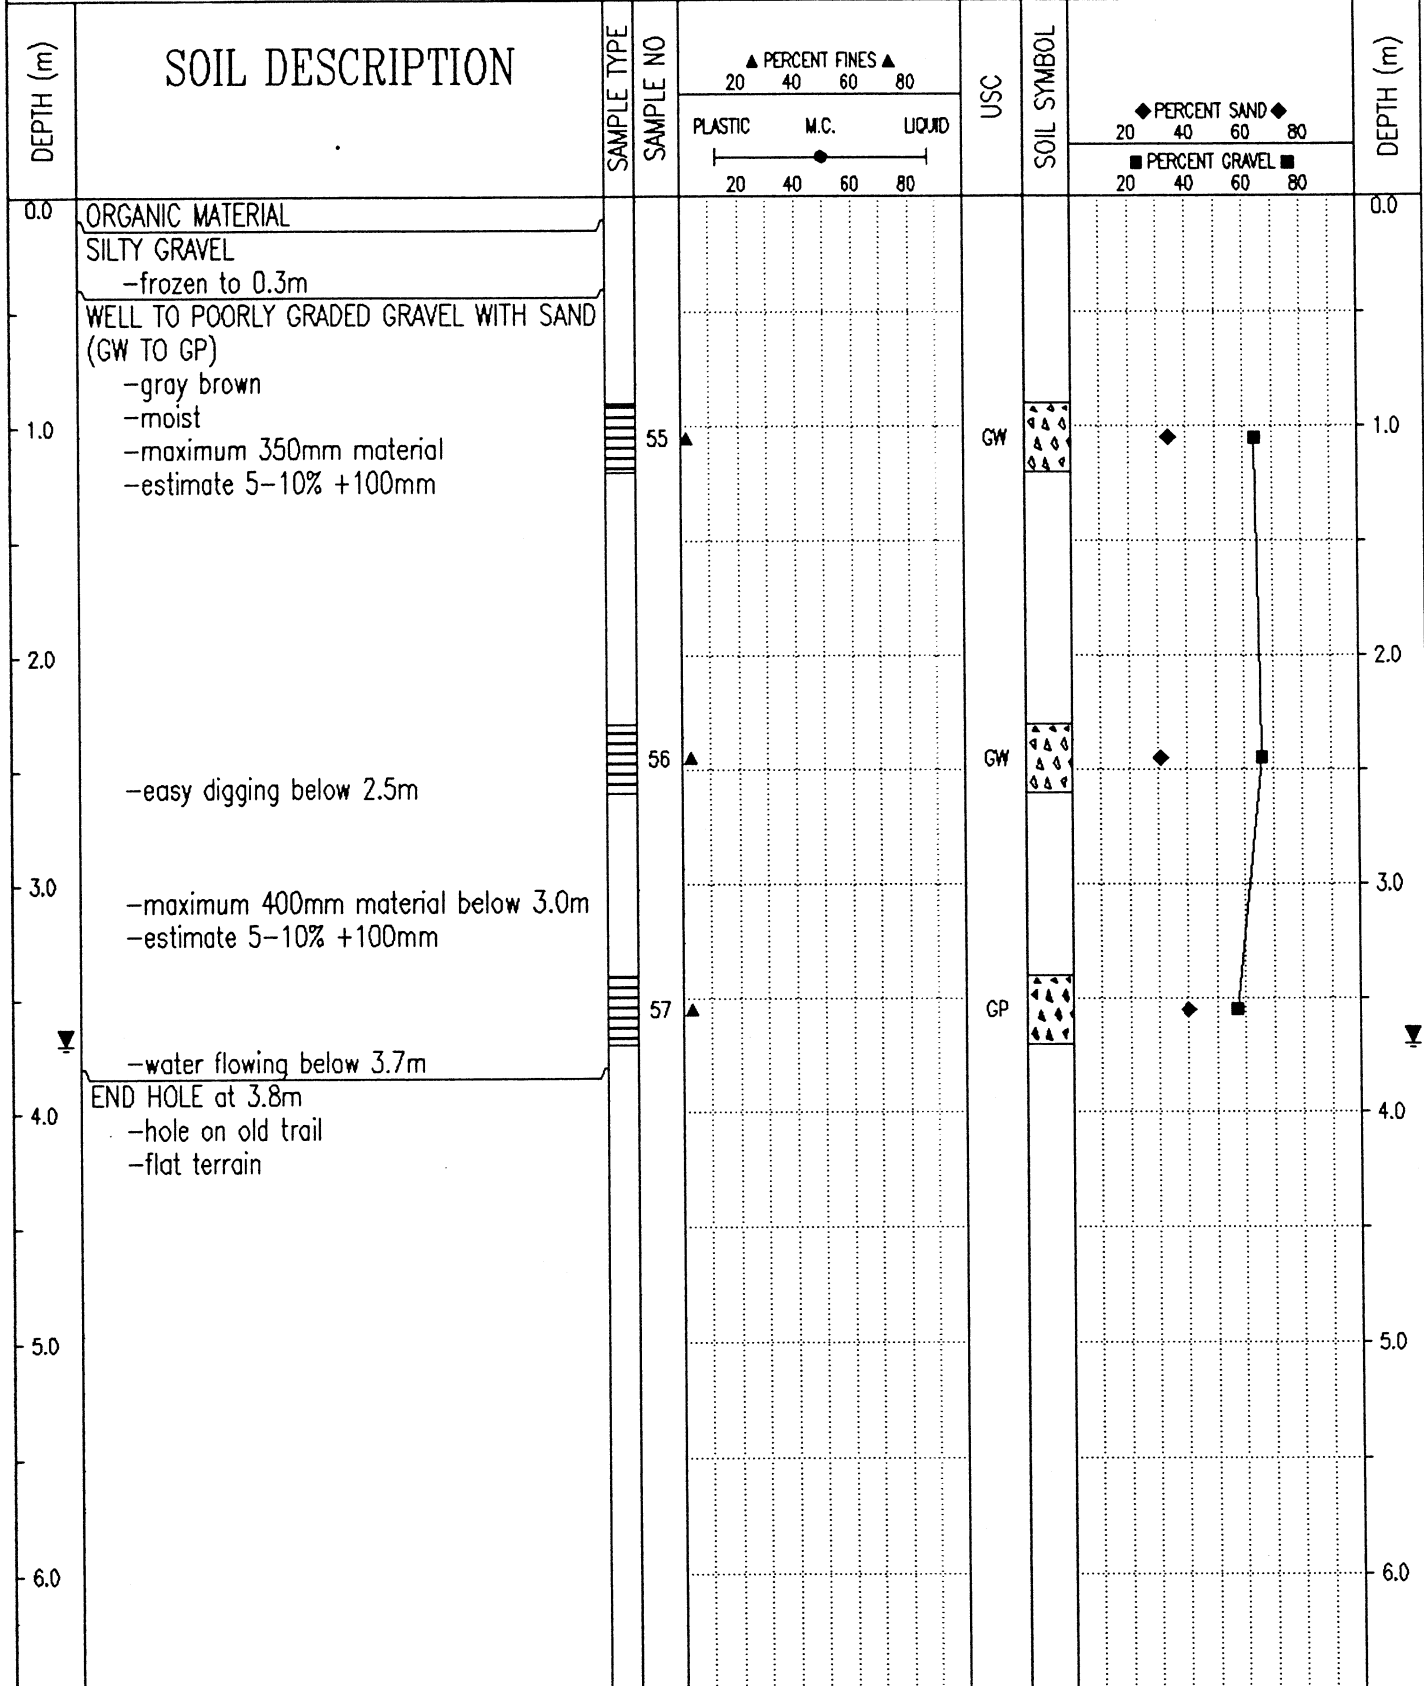 DEPTH (m)
SOIL DESCRIPTION
SAMPLE TYPE
SAMPLE NO
▲ PERCENT FINES ▲
20 40 60 80
PLASTIC M.C. LIQUID
20 40 60 80
USC
SOIL SYMBOL
◆ PERCENT SAND ◆
20 40 60 80
■ PERCENT GRAVEL ■
20 40 60 80
DEPTH (m)
0.0
ORGANIC MATERIAL
0.0
SILTY GRAVEL
-frozen to 0.3m
WELL TO POORLY GRADED GRAVEL WITH SAND
(GW TO GP)
-gray brown
-moist
1.0
55
GW
1.0
-maximum 350mm material
-estimate 5-10% +100mm
2.0
2.0
56
GW
-easy digging below 2.5m
3.0
3.0
-maximum 400mm material below 3.0m
-estimate 5-10% +100mm
57
GP
-water flowing below 3.7m
END HOLE at 3.8m
4.0
4.0
-hole on old trail
-flat terrain
5.0
5.0
6.0
6.0